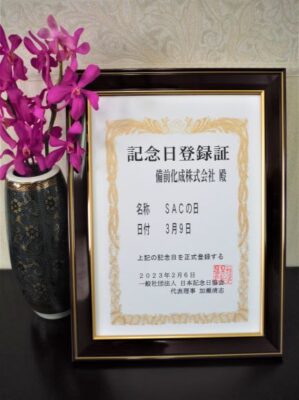 記念日登録証
備前化成株式会社 殿
名称 SACの日
日付 3月9日
上記の記念日を正式登録する
2023年2月6日
一般社団法人 日本記念日協会
代表理事 加瀬清志